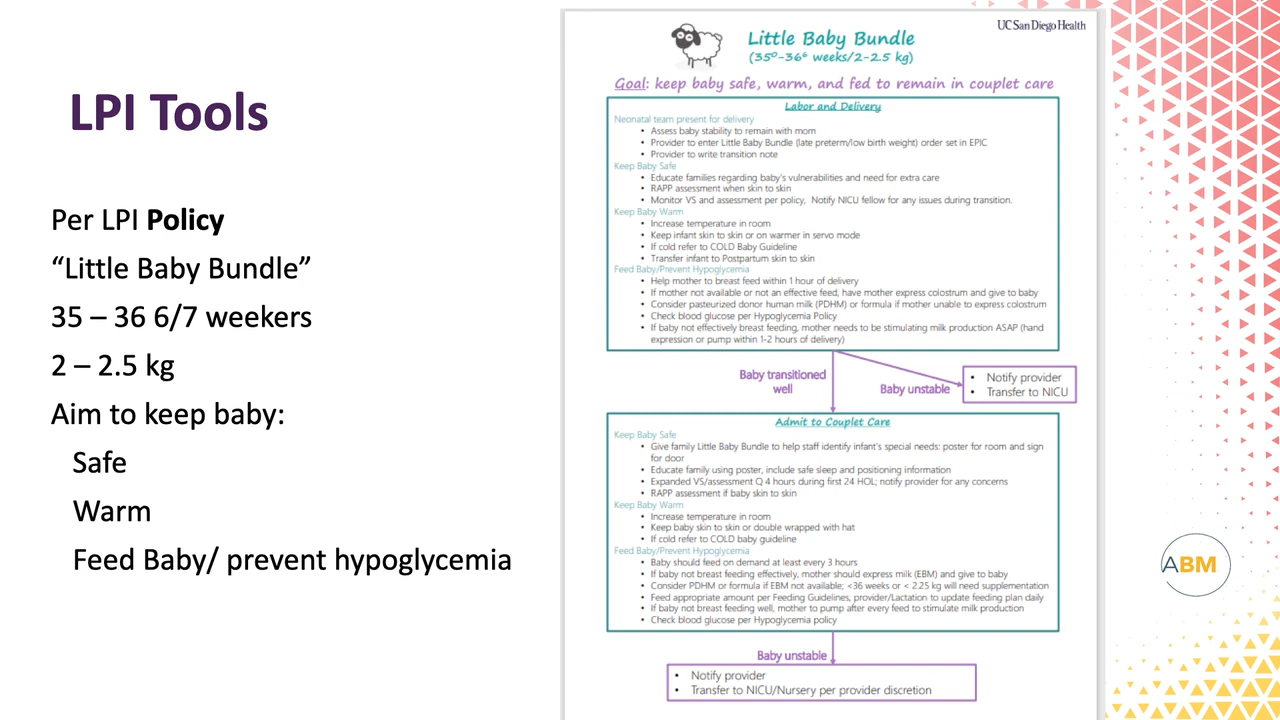 LPI Tools
Per LPI Policy
“Little Baby Bundle”
35 – 36 6/7 weekers
2 – 2.5 kg
Aim to keep baby:
Safe
Warm
Feed Baby/ prevent hypoglycemia
UC San Diego Health
Little Baby Bundle
(35⁰-36⁶ weeks/2-2.5 kg)
Goal: keep baby safe, warm, and fed to remain in couplet care
Labor and Delivery
Neonatal team present for delivery
• Assess baby stability to remain with mom
• Provider to enter Little Baby Bundle (late preterm/low birth weight) order set in EPIC
• Provider to write transition note
Keep Baby Safe
• Educate families regarding baby's vulnerabilities and need for extra care
• RAPP assessment when skin to skin
• Monitor VS and assessment per policy, Notify NICU fellow for any issues during transition.
Keep Baby Warm
• Increase temperature in room
• Keep infant skin to skin or on warmer in servo mode
• If cold refer to COLD Baby Guideline
• Transfer infant to Postpartum skin to skin
Feed Baby/Prevent Hypoglycemia
• Help mother to breast feed within 1 hour of delivery
• If mother not available or not an effective feed, have mother express colostrum and give to baby
• Consider pasteurized donor human milk (PDHM) or formula if mother unable to express colostrum
• Check blood glucose per Hypoglycemia Policy
• If baby not effectively breast feeding, mother needs to be stimulating milk production ASAP (hand
expression or pump within 1-2 hours of delivery)
Baby transitioned
well
Baby unstable
• Notify provider
• Transfer to NICU
Admit to Couplet Care
Keep Baby Safe
• Give family Little Baby Bundle to help staff identify infant's special needs: poster for room and sign
for door
• Educate family using poster, include safe sleep and positioning information
• Expanded VS/assessment Q 4 hours during first 24 HOL; notify provider for any concerns
• RAPP assessment if baby skin to skin
Keep Baby Warm
• Increase temperature in room
• Keep baby skin to skin or double wrapped with hat
• If cold refer to COLD baby guideline
Feed Baby/Prevent Hypoglycemia
• Baby should feed on demand at least every 3 hours
• If baby not breast feeding effectively, mother should express milk (EBM) and give to baby
• Consider PDHM or formula if EBM not available; <36 weeks or < 2.25 kg will need supplementation
• Feed appropriate amount per Feeding Guidelines, provider/Lactation to update feeding plan daily
• If baby not breast feeding well, mother to pump after every feed to stimulate milk production
• Check blood glucose per Hypoglycemia policy
Baby unstable
• Notify provider
• Transfer to NICU/Nursery per provider discretion
ABM